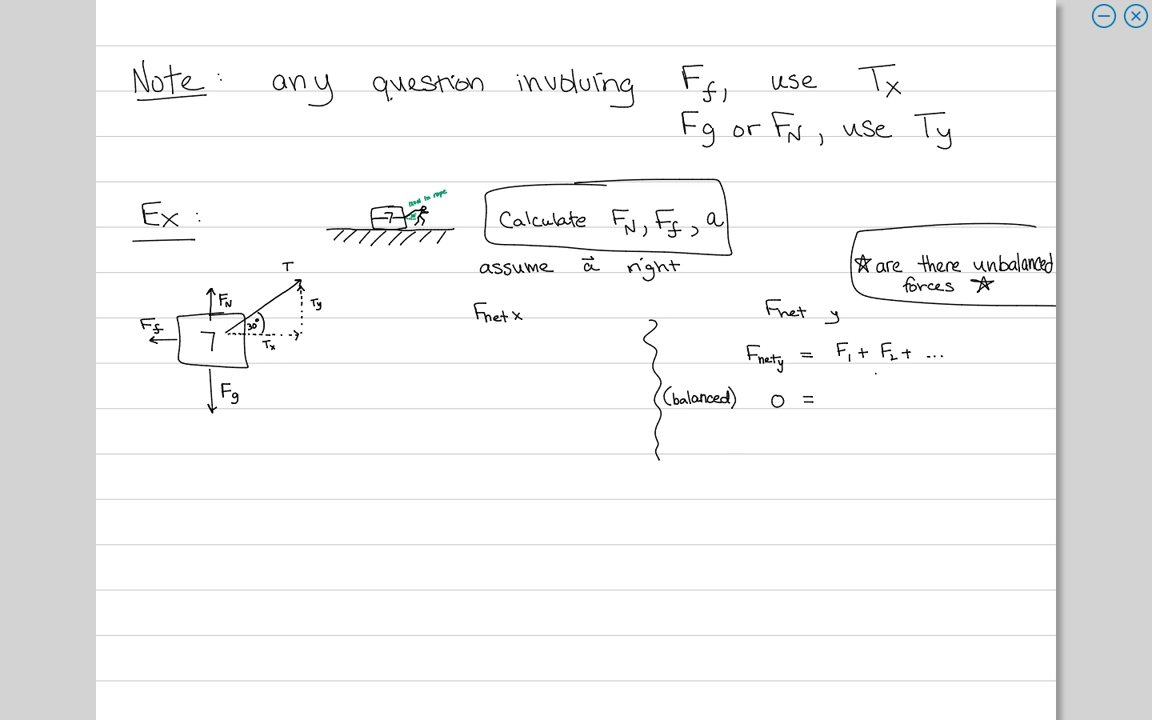 Note: any question involving Ff, use Tx
Fg or FN, use Ty
Ex:
7
Calculate FN, Ff, a
assume a⃗ right
☆ are there unbalanced
forces ☆
T
FN
Ty
Ff
7
30°
Tx
Fg
Fnet x
Fnet y
Fnety = F1 + F2 + ...
(balanced) 0 =